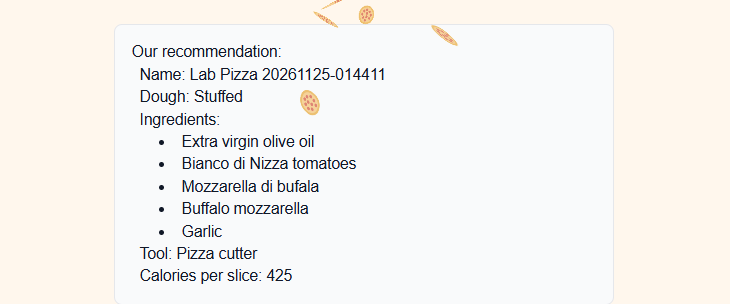 Our recommendation:
Name: Lab Pizza 20261125-014411
Dough: Stuffed
Ingredients:
• Extra virgin olive oil
• Bianco di Nizza tomatoes
• Mozzarella di bufala
• Buffalo mozzarella
• Garlic
Tool: Pizza cutter
Calories per slice: 425